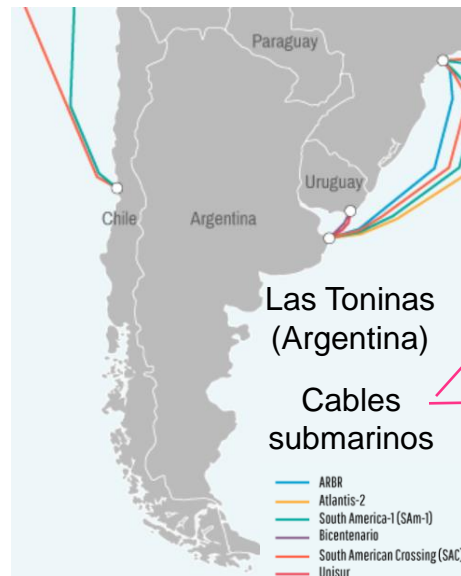 Paraguay
Uruguay
Chile
Argentina
Las Toninas
(Argentina)
Cables
submarinos
ARBR
Atlantis-2
South America-1 (SAm-1)
Bicentenario
South American Crossing (SAC)
Unisur